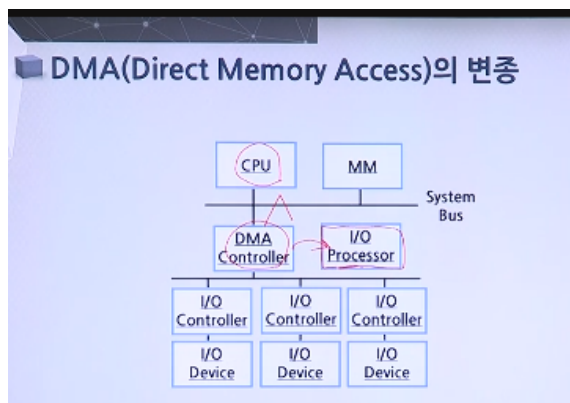 DMA(Direct Memory Access)의 변종
CPU
MM
System
Bus
DMA
Controller
I/O
Processor
I/O
Controller
I/O
Controller
I/O
Controller
I/O
Device
I/O
Device
I/O
Device